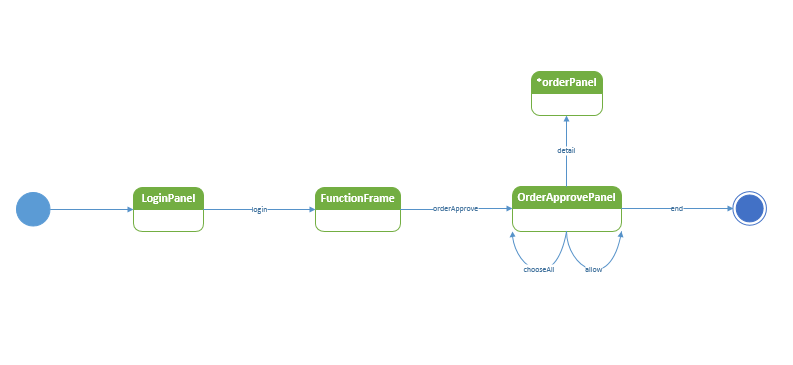 *orderPanel
detail
LoginPanel
login
FunctionFrame
orderApprove
OrderApprovePanel
end
chooseAll
allow